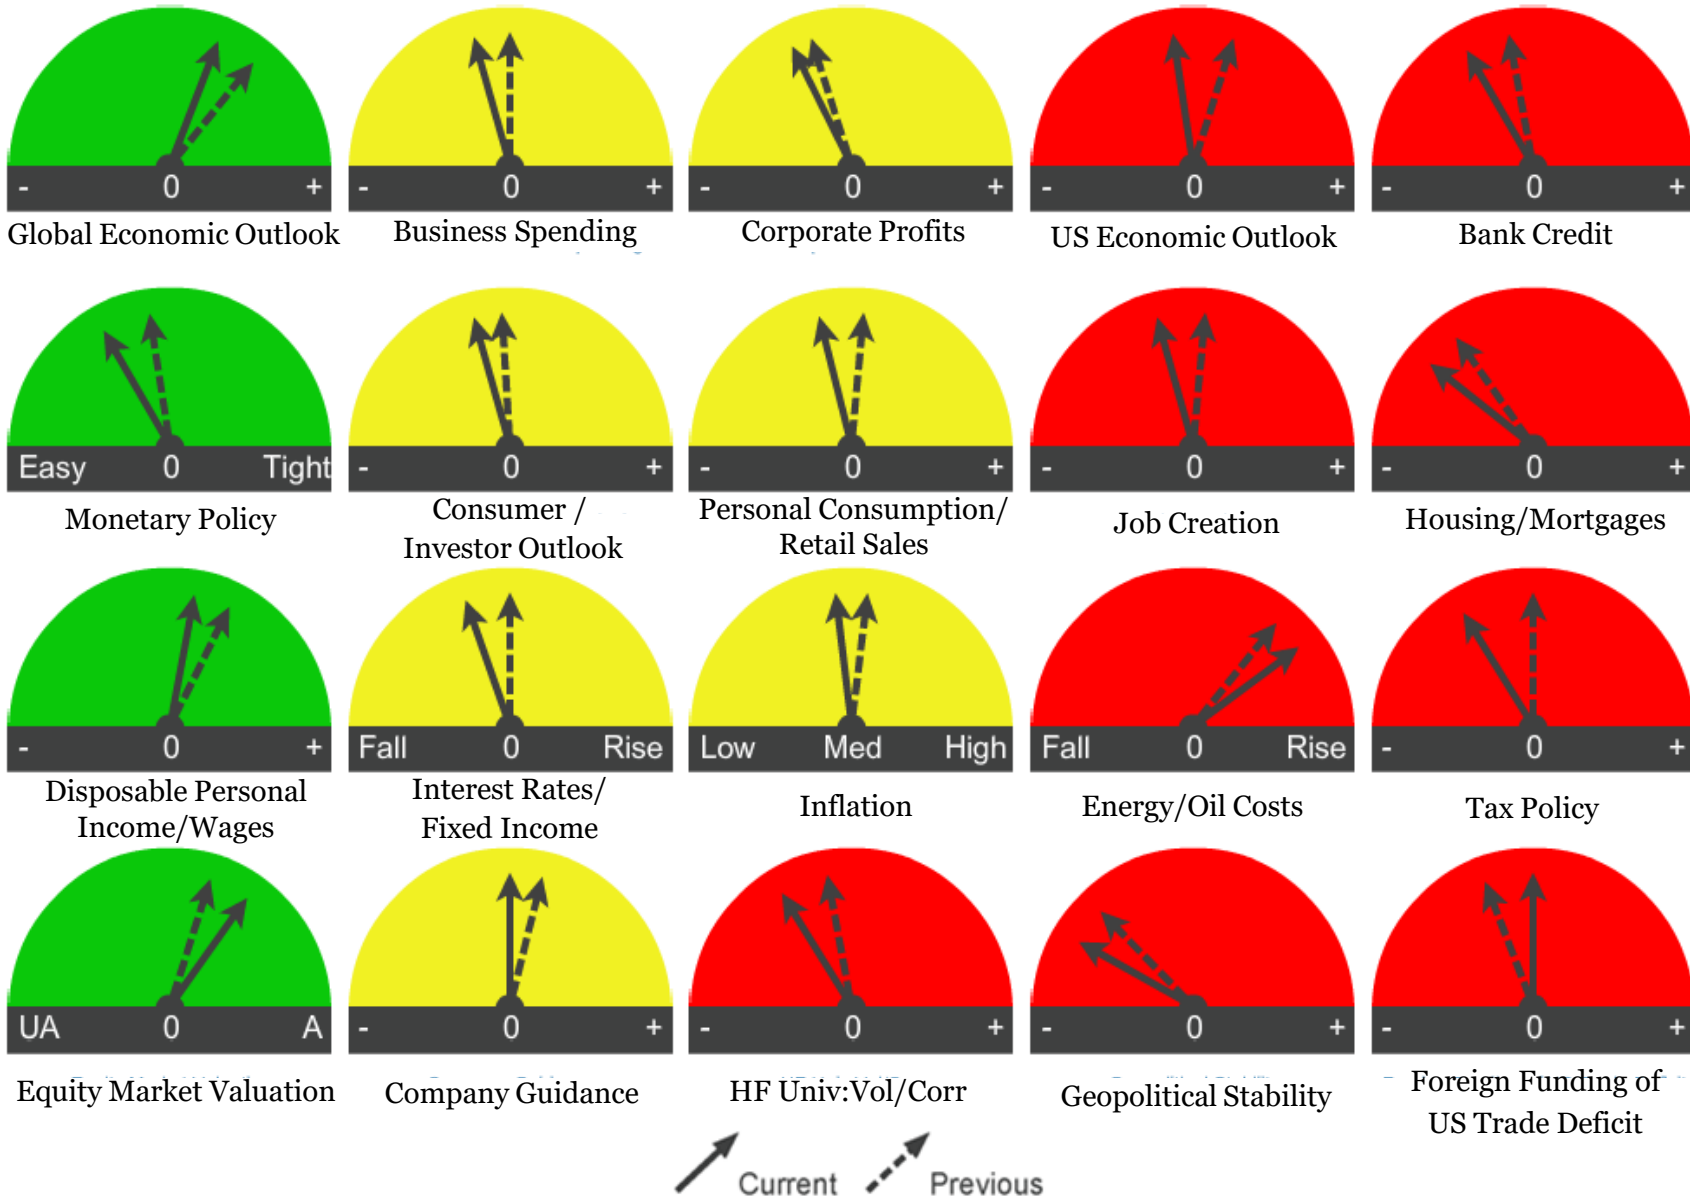 - 0 +
- 0 +
- 0 +
- 0 +
- 0 +
Global Economic Outlook
Business Spending
Corporate Profits
US Economic Outlook
Bank Credit
Easy 0 Tight
- 0 +
- 0 +
- 0 +
- 0 +
Monetary Policy
Consumer /
Investor Outlook
Personal Consumption/
Retail Sales
Job Creation
Housing/Mortgages
- 0 +
Fall 0 Rise
Low Med High
Fall 0 Rise
- 0 +
Disposable Personal
Income/Wages
Interest Rates/
Fixed Income
Inflation
Energy/Oil Costs
Tax Policy
UA 0 A
- 0 +
- 0 +
- 0 +
- 0 +
Equity Market Valuation
Company Guidance
HF Univ:Vol/Corr
Geopolitical Stability
Foreign Funding of
US Trade Deficit
Current
Previous